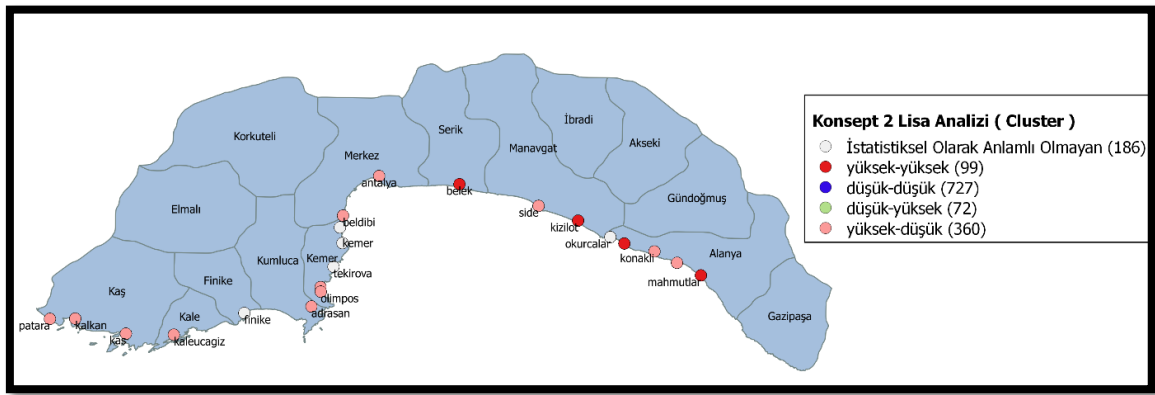 Korkuteli
Serik
İbradi
Akseki
Merkez
Manavgat
antalya
belek
Gündoğmuş
Elmalı
beldibi
side
kizilot
okurcalar
kemer
konakli
Alanya
Kumluca
Kemer
tekirova
Finike
mahmutlar
Kaş
olimpos
adrasan
Kale
finike
Gazipaşa
patara
kalkan
kaş
kaleucagiz
Konsept 2 Lisa Analizi ( Cluster )
İstatistiksel Olarak Anlamlı Olmayan (186)
yüksek-yüksek (99)
düşük-düşük (727)
düşük-yüksek (72)
yüksek-düşük (360)